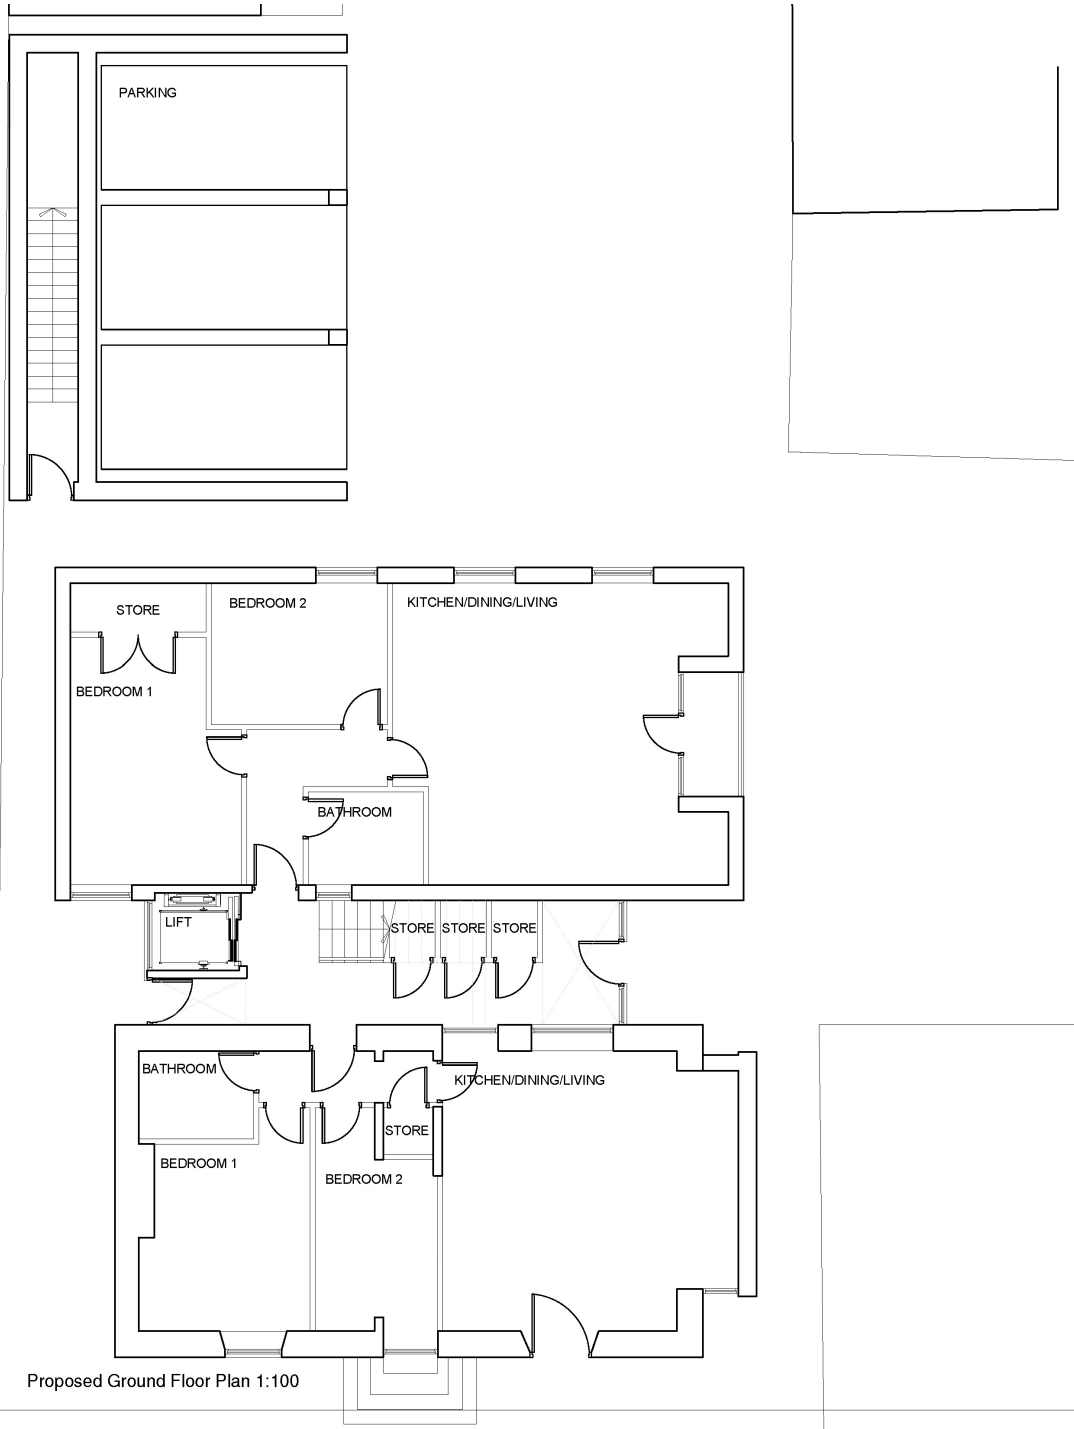 PARKING
STORE
BEDROOM 2
KITCHEN/DINING/LIVING
BEDROOM 1
BATHROOM
LIFT
STORE
STORE
STORE
BATHROOM
KITCHEN/DINING/LIVING
STORE
BEDROOM 1
BEDROOM 2
Proposed Ground Floor Plan 1:100